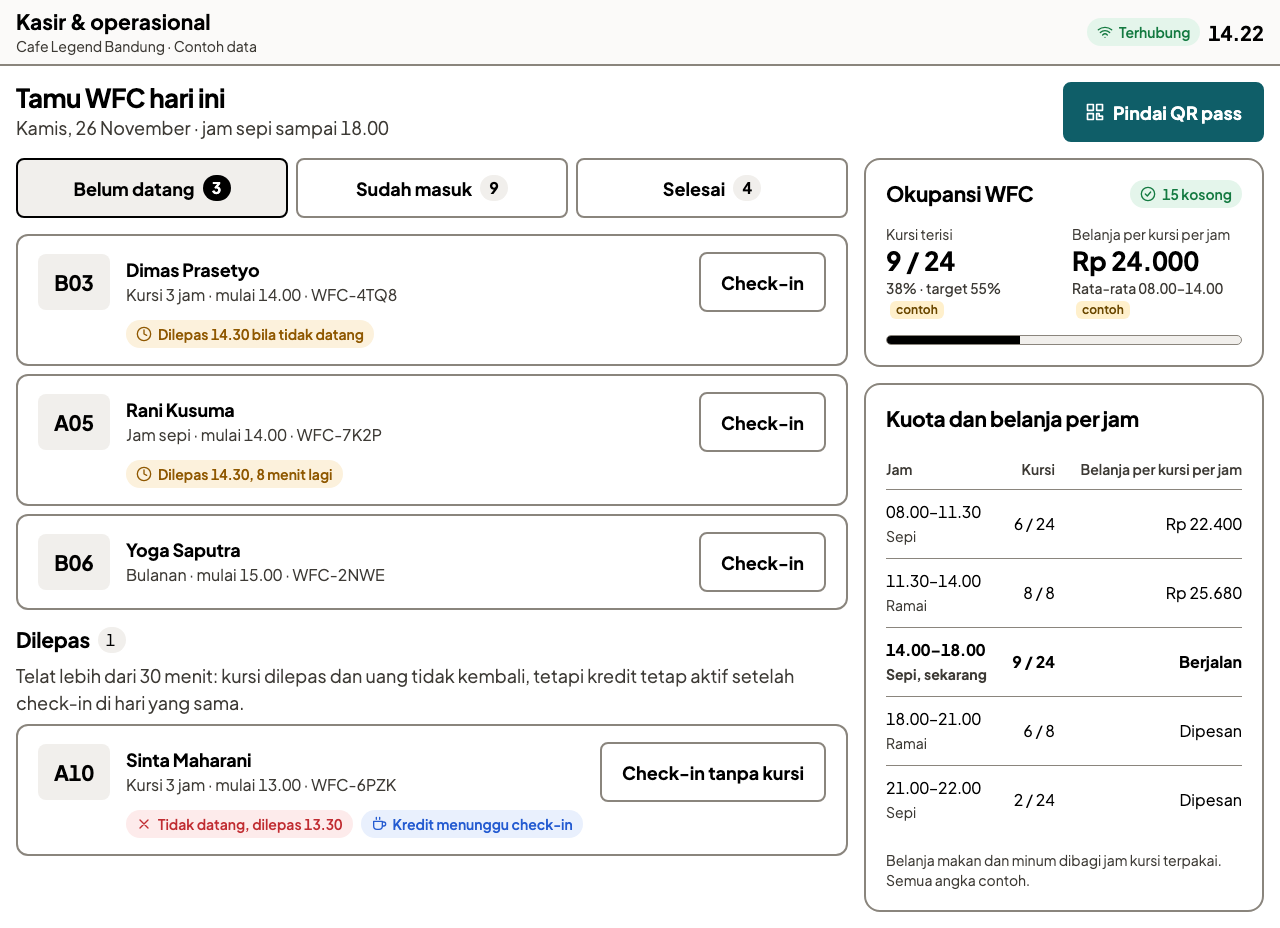 Kasir & operasional
Cafe Legend Bandung · Contoh data
Terhubung
14.22
Tamu WFC hari ini
Kamis, 26 November · jam sepi sampai 18.00
Pindai QR pass
Belum datang 3
Sudah masuk 9
Selesai 4
B03
Dimas Prasetyo
Kursi 3 jam · mulai 14.00 · WFC-4TQ8
Dilepas 14.30 bila tidak datang
Check-in
A05
Rani Kusuma
Jam sepi · mulai 14.00 · WFC-7K2P
Dilepas 14.30, 8 menit lagi
Check-in
B06
Yoga Saputra
Bulanan · mulai 15.00 · WFC-2NWE
Check-in
Dilepas 1
Telat lebih dari 30 menit: kursi dilepas dan uang tidak kembali, tetapi kredit tetap aktif setelah
check-in di hari yang sama.
A10
Sinta Maharani
Kursi 3 jam · mulai 13.00 · WFC-6PZK
Tidak datang, dilepas 13.30
Kredit menunggu check-in
Check-in tanpa kursi
Okupansi WFC
15 kosong
Kursi terisi
9 / 24
38% · target 55%
contoh
Belanja per kursi per jam
Rp 24.000
Rata-rata 08.00–14.00
contoh
Kuota dan belanja per jam
Jam Kursi Belanja per kursi per jam
08.00–11.30
Sepi
6 / 24
Rp 22.400
11.30–14.00
Ramai
8 / 8
Rp 25.680
14.00–18.00
Sepi, sekarang
9 / 24
Berjalan
18.00–21.00
Ramai
6 / 8
Dipesan
21.00–22.00
Sepi
2 / 24
Dipesan
Belanja makan dan minum dibagi jam kursi terpakai.
Semua angka contoh.